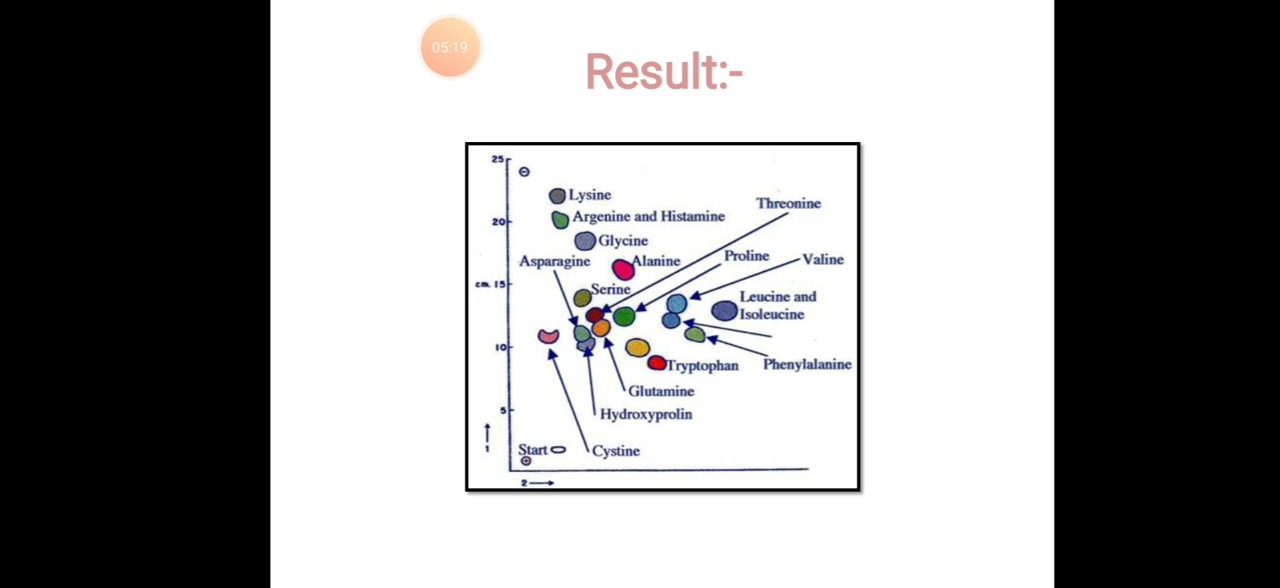 05:19
Result:-
25
⊖
Lysine
Threonine
20
Argenine and Histamine
Glycine
Asparagine
Alanine
Proline
Valine
cm. 15
Serine
Leucine and
Isoleucine
10
Tryptophan
Phenylalanine
Glutamine
5
Hydroxyprolin
1
Start
Cystine
⊕
2